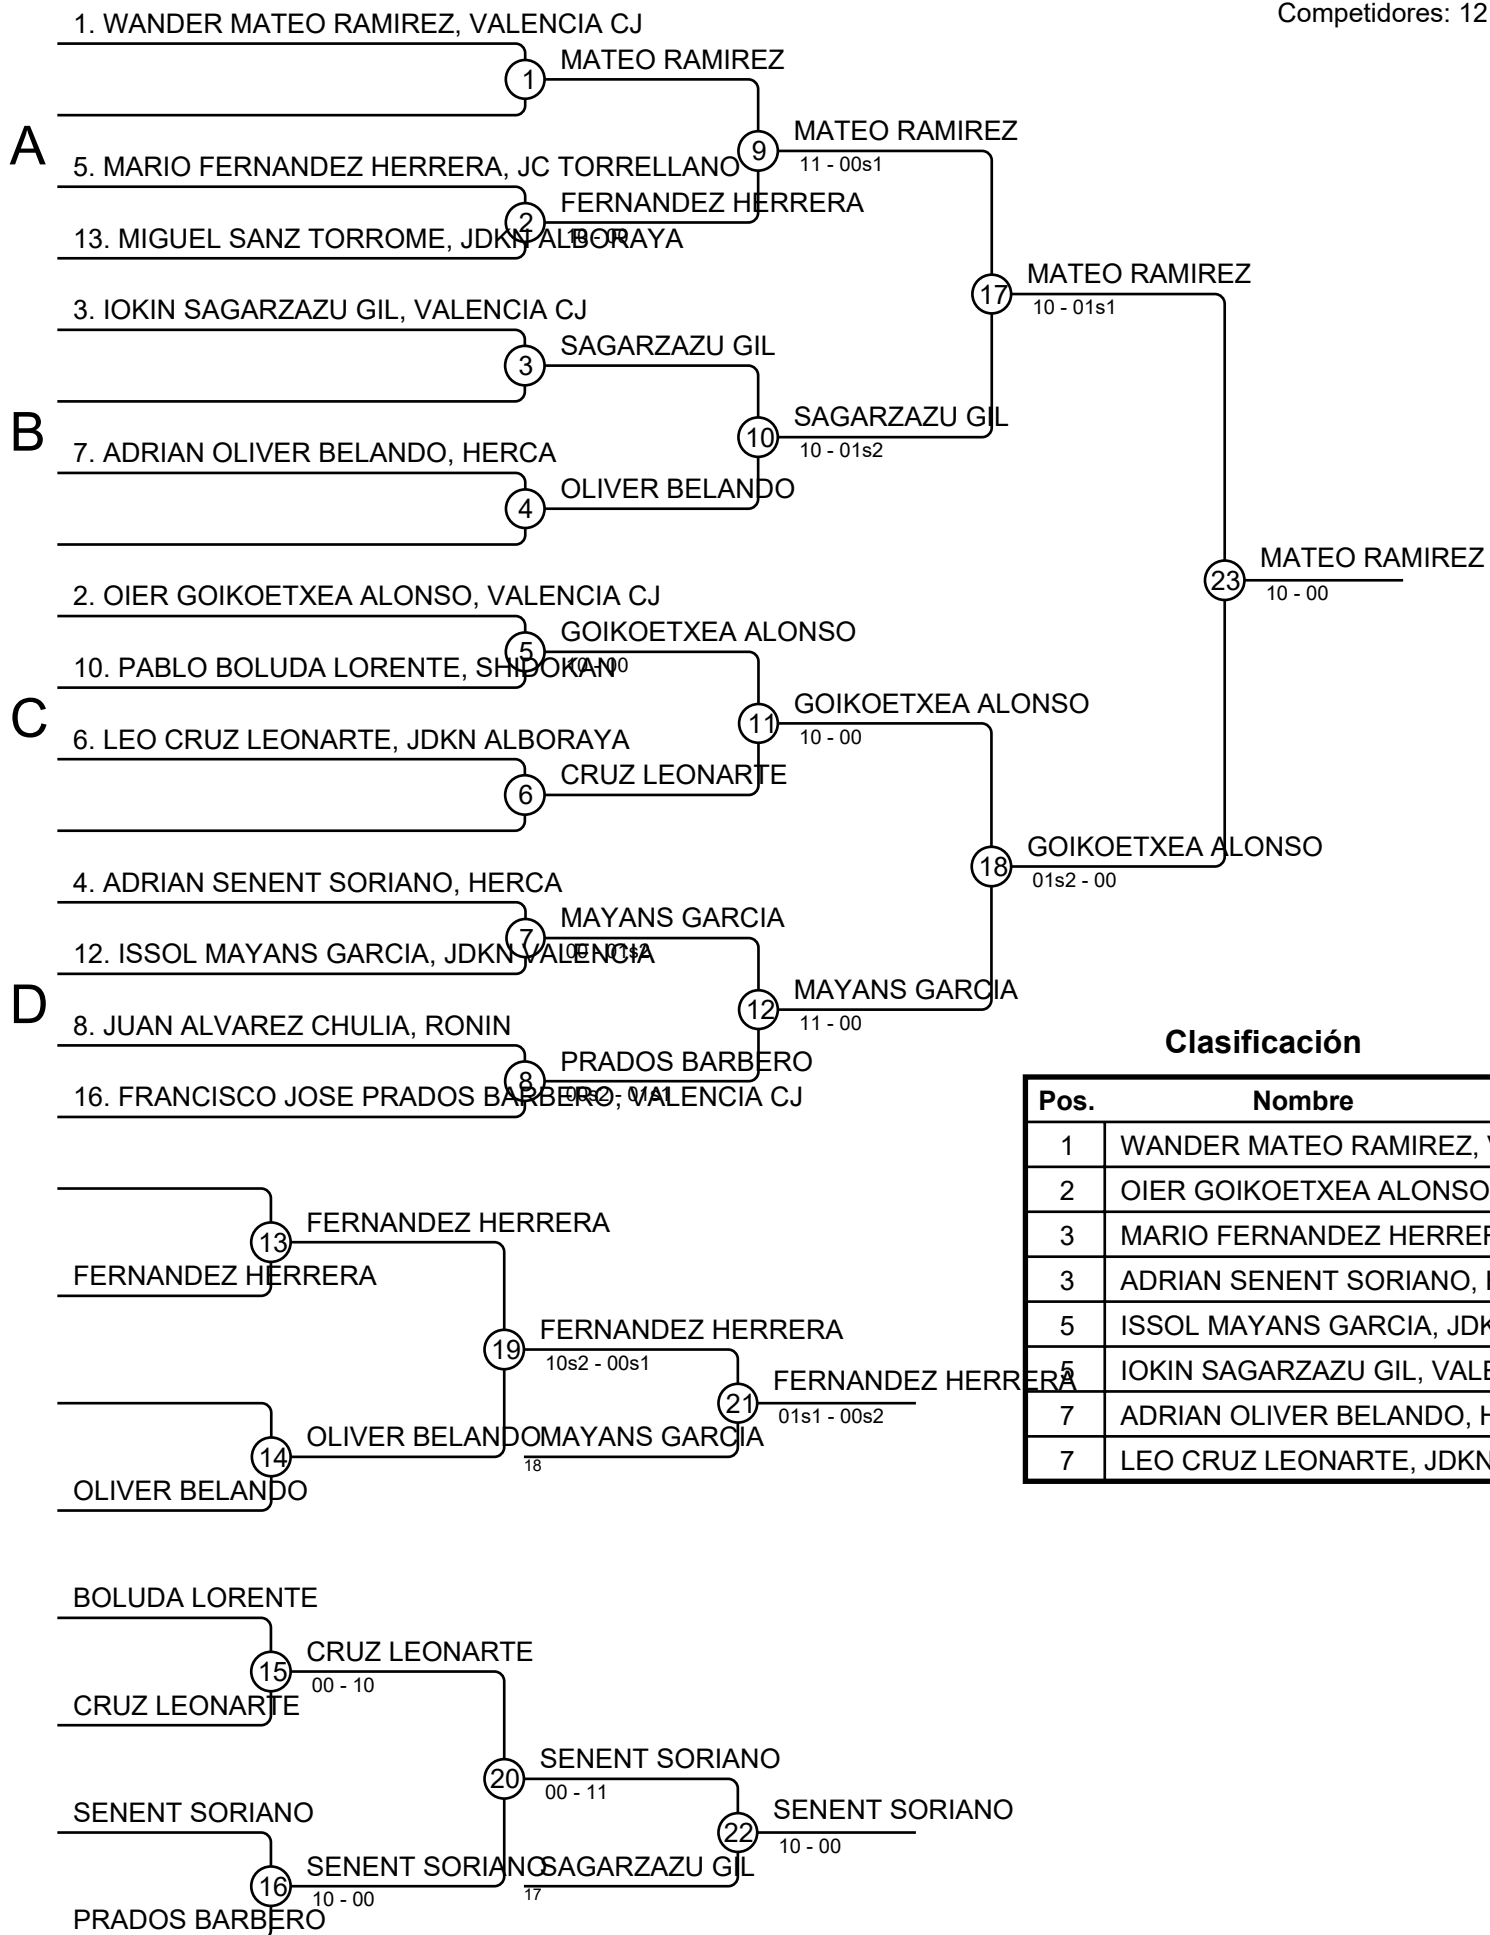 Competidores: 12
1. WANDER MATEO RAMIREZ, VALENCIA CJ
MATEO RAMIREZ
1
A
MATEO RAMIREZ
9
11 - 00s1
5. MARIO FERNANDEZ HERRERA, JC TORRELLANO
FERNANDEZ HERRERA
2
10 - 00
13. MIGUEL SANZ TORROME, JDKN ALBORAYA
MATEO RAMIREZ
17
10 - 01s1
3. IOKIN SAGARZAZU GIL, VALENCIA CJ
SAGARZAZU GIL
3
B
SAGARZAZU GIL
10
10 - 01s2
7. ADRIAN OLIVER BELANDO, HERCA
OLIVER BELANDO
4
MATEO RAMIREZ
23
10 - 00
2. OIER GOIKOETXEA ALONSO, VALENCIA CJ
GOIKOETXEA ALONSO
5
10 - 00
10. PABLO BOLUDA LORENTE, SHIDOKAN
C
GOIKOETXEA ALONSO
11
10 - 00
6. LEO CRUZ LEONARTE, JDKN ALBORAYA
CRUZ LEONARTE
6
GOIKOETXEA ALONSO
18
01s2 - 00
4. ADRIAN SENENT SORIANO, HERCA
MAYANS GARCIA
7
00 - 01s2
12. ISSOL MAYANS GARCIA, JDKN VALENCIA
D
MAYANS GARCIA
12
11 - 00
8. JUAN ALVAREZ CHULIA, RONIN
PRADOS BARBERO
8
00s2 - 01s1
16. FRANCISCO JOSE PRADOS BARBERO, VALENCIA CJ
Clasificación
Pos. Nombre
1 WANDER MATEO RAMIREZ,
2 OIER GOIKOETXEA ALONSO
3 MARIO FERNANDEZ HERRER
3 ADRIAN SENENT SORIANO,
5 ISSOL MAYANS GARCIA, JDK
5 IOKIN SAGARZAZU GIL, VALE
7 ADRIAN OLIVER BELANDO, H
7 LEO CRUZ LEONARTE, JDKN
FERNANDEZ HERRERA
13
FERNANDEZ HERRERA
FERNANDEZ HERRERA
19
10s2 - 00s1
FERNANDEZ HERRERA
21
01s1 - 00s2
OLIVER BELANDO
14
MAYANS GARCIA
18
OLIVER BELANDO
BOLUDA LORENTE
CRUZ LEONARTE
15
00 - 10
CRUZ LEONARTE
SENENT SORIANO
20
00 - 11
SENENT SORIANO
SENENT SORIANO
22
10 - 00
SENENT SORIANO
16
10 - 00
SAGARZAZU GIL
17
PRADOS BARBERO